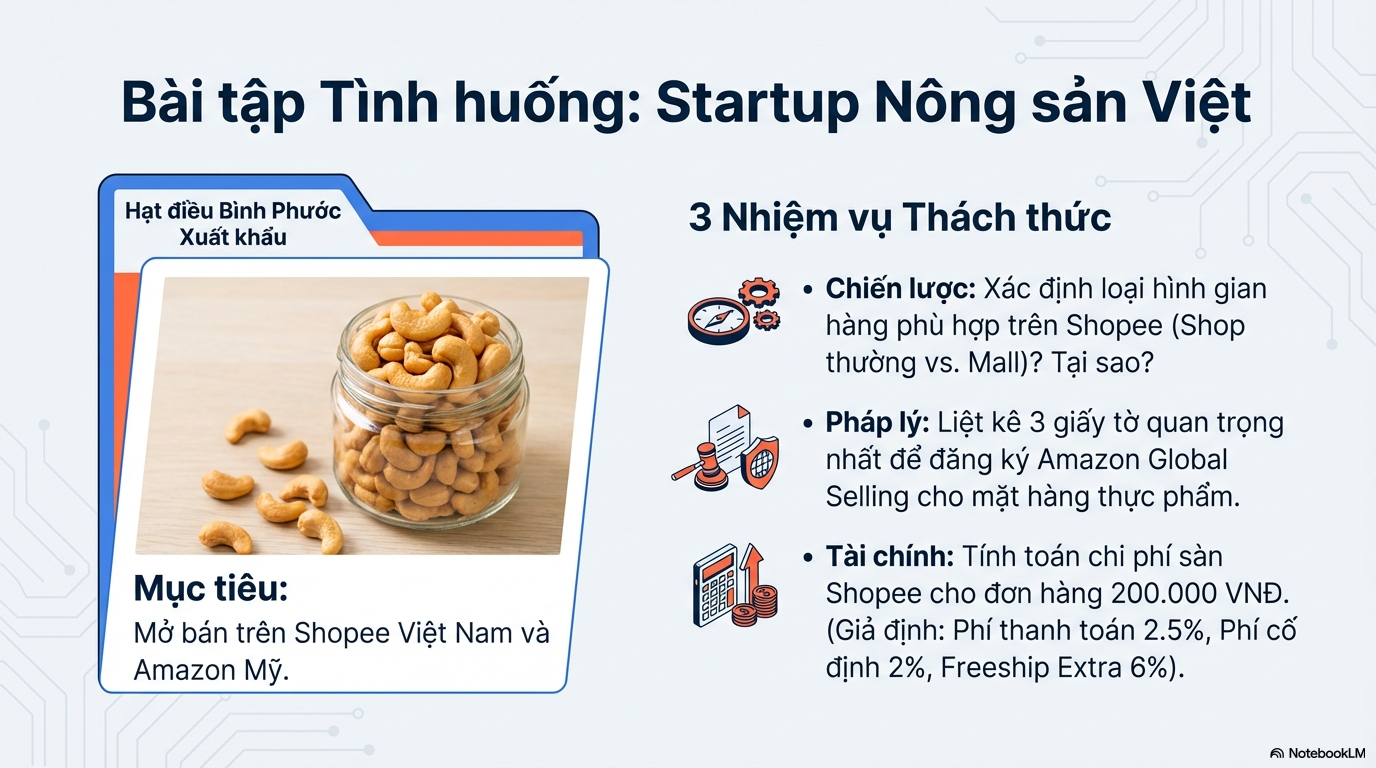 Bài tập Tình huống: Startup Nông sản Việt
Hạt điều Bình Phước
Xuất khẩu
Mục tiêu:
Mở bán trên Shopee Việt Nam và
Amazon Mỹ.
3 Nhiệm vụ Thách thức
• Chiến lược: Xác định loại hình gian
hàng phù hợp trên Shopee (Shop
thường vs. Mall)? Tại sao?
• Pháp lý: Liệt kê 3 giấy tờ quan trọng
nhất để đăng ký Amazon Global
Selling cho mặt hàng thực phẩm.
• Tài chính: Tính toán chi phí sàn
Shopee cho đơn hàng 200.000 VNĐ.
(Giả định: Phí thanh toán 2.5%, Phí cố
định 2%, Freeship Extra 6%).
NotebookLM